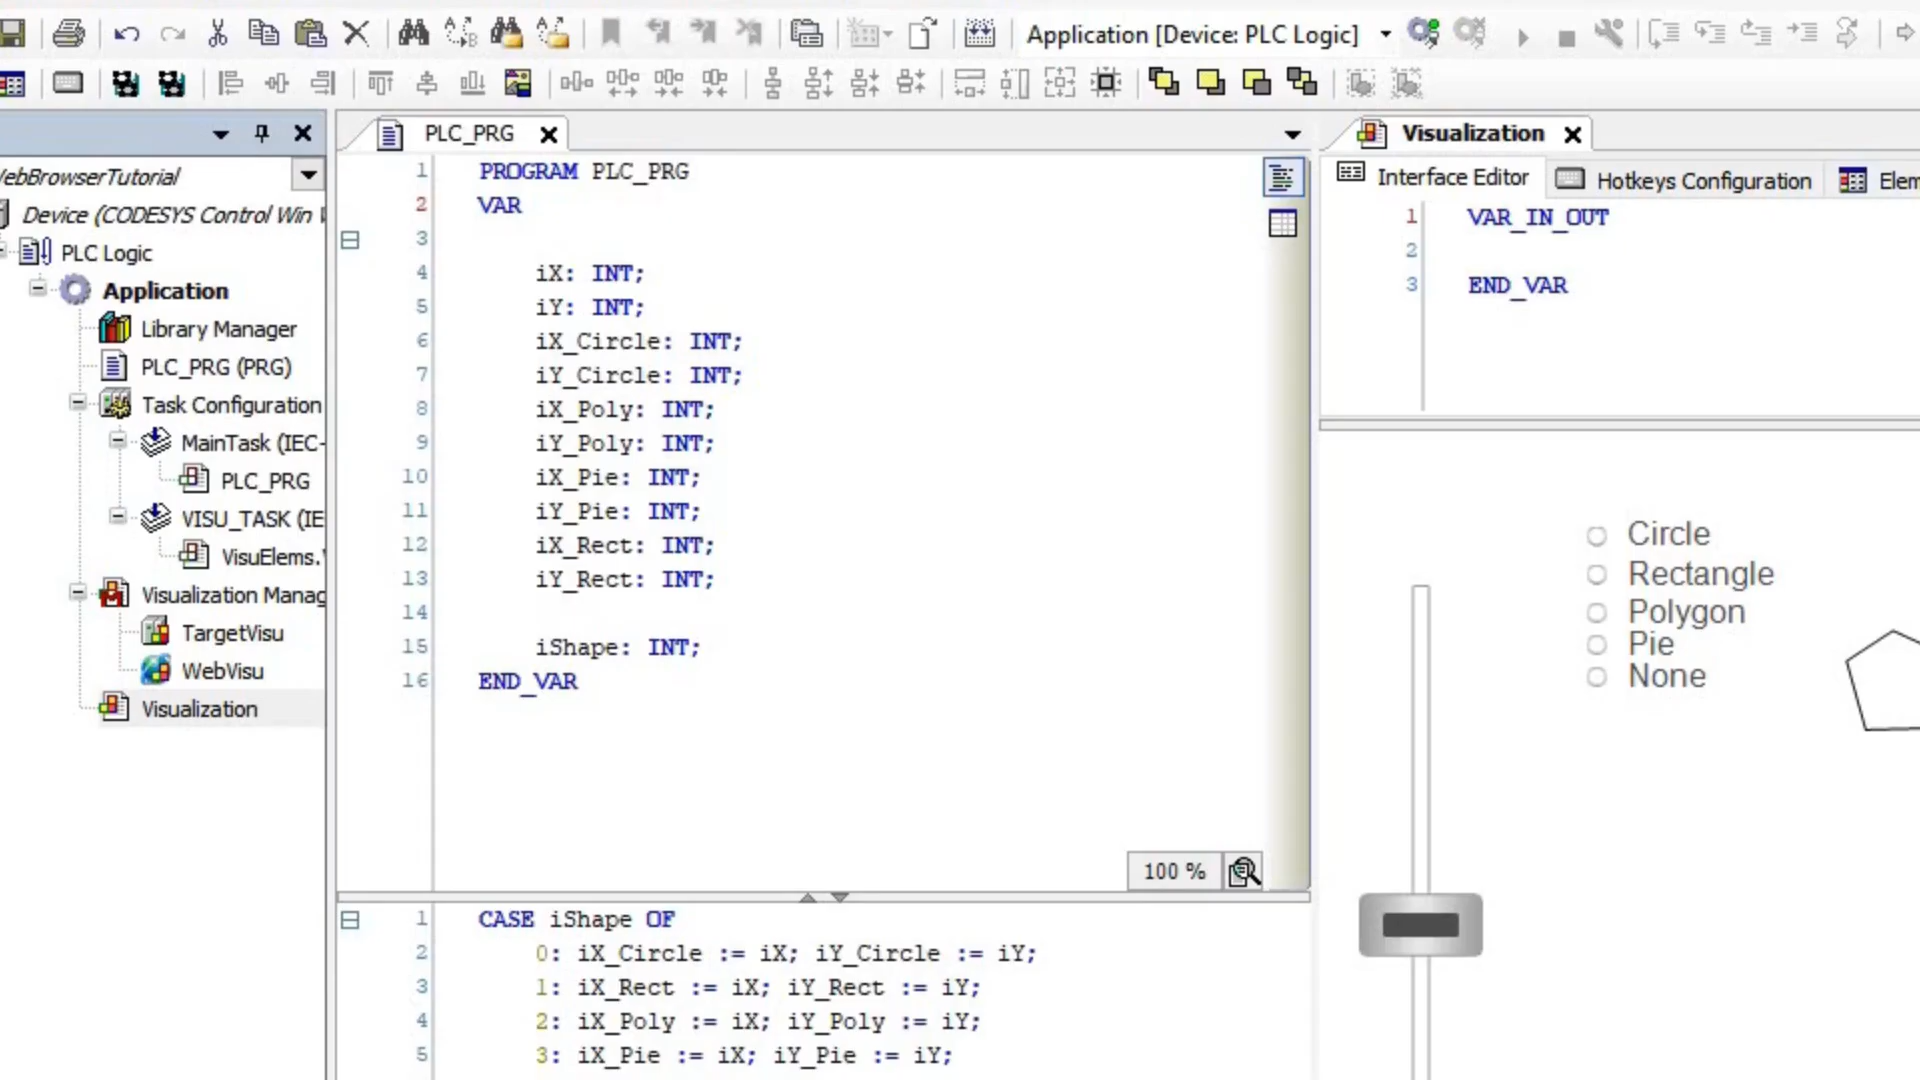 Application [Device: PLC Logic]
ebBrowserTutorial
Device (CODESYS Control Win
PLC Logic
Application
Library Manager
PLC_PRG (PRG)
Task Configuration
MainTask (IEC-
PLC_PRG
VISU_TASK (IE
VisuElems.
Visualization Manag
TargetVisu
WebVisu
Visualization
PLC_PRG
1 PROGRAM PLC_PRG
2 VAR
3
4 iX: INT;
5 iY: INT;
6 iX_Circle: INT;
7 iY_Circle: INT;
8 iX_Poly: INT;
9 iY_Poly: INT;
10 iX_Pie: INT;
11 iY_Pie: INT;
12 iX_Rect: INT;
13 iY_Rect: INT;
14
15 iShape: INT;
16 END_VAR
100 %
1 CASE iShape OF
2 0: iX_Circle := iX; iY_Circle := iY;
3 1: iX_Rect := iX; iY_Rect := iY;
4 2: iX_Poly := iX; iY_Poly := iY;
5 3: iX_Pie := iX; iY_Pie := iY;
Visualization
Interface Editor Hotkeys Configuration Elem
1 VAR_IN_OUT
2
3 END_VAR
Circle
Rectangle
Polygon
Pie
None